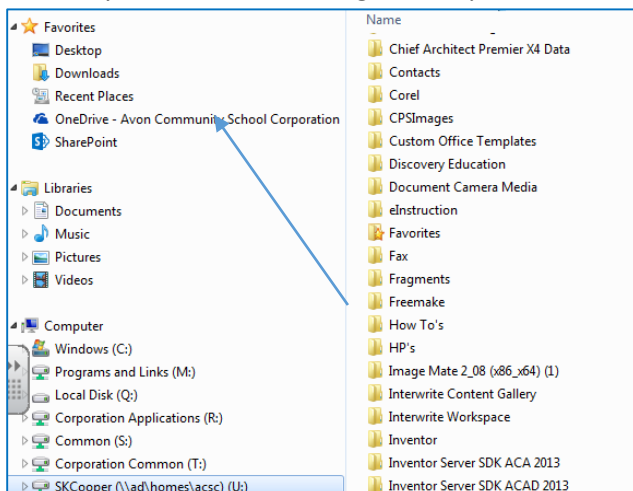 Favorites
Desktop
Downloads
Recent Places
OneDrive - Avon Community School Corporation
SharePoint
Libraries
Documents
Music
Pictures
Videos
Computer
Windows (C:)
Programs and Links (M:)
Local Disk (Q:)
Corporation Applications (R:)
Common (S:)
Corporation Common (T:)
SKCooper (\\ad\homes\acsc) (U:)
Name
Chief Architect Premier X4 Data
Contacts
Corel
CPSImages
Custom Office Templates
Discovery Education
Document Camera Media
eInstruction
Favorites
Fax
Fragments
Freemake
How To's
HP's
Image Mate 2_08 (x86_x64) (1)
Interwrite Content Gallery
Interwrite Workspace
Inventor
Inventor Server SDK ACA 2013
Inventor Server SDK ACAD 2013